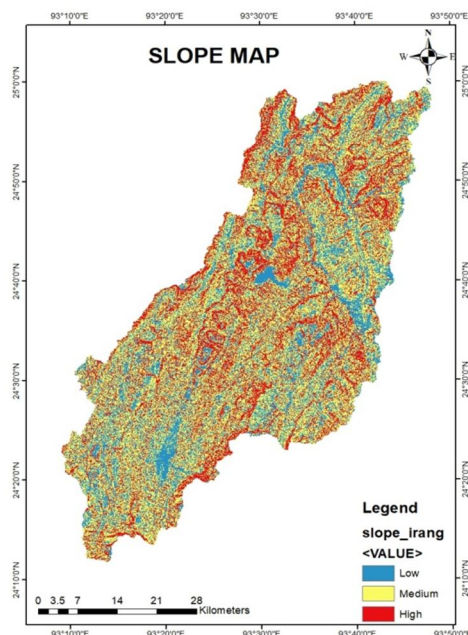 93°10'0"E 93°20'0"E 93°30'0"E 93°40'0"E 93°50'0"E
SLOPE MAP
N
W E
S
25°0'0"N 25°0'0"N
24°50'0"N 24°50'0"N
24°40'0"N 24°40'0"N
24°30'0"N 24°30'0"N
24°20'0"N 24°20'0"N
24°10'0"N 24°10'0"N
Legend
slope_irang
<VALUE>
Low
Medium
High
0 3.5 7 14 21 28
Kilometers
93°10'0"E 93°20'0"E 93°30'0"E 93°40'0"E 93°50'0"E